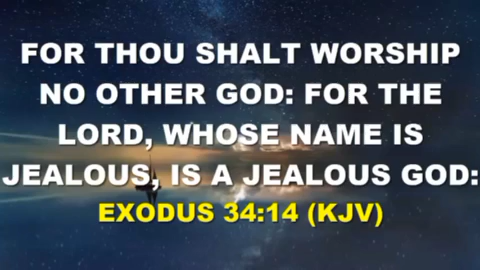 FOR THOU SHALT WORSHIP
NO OTHER GOD: FOR THE
LORD, WHOSE NAME IS
JEALOUS, IS A JEALOUS GOD:
EXODUS 34:14 (KJV)